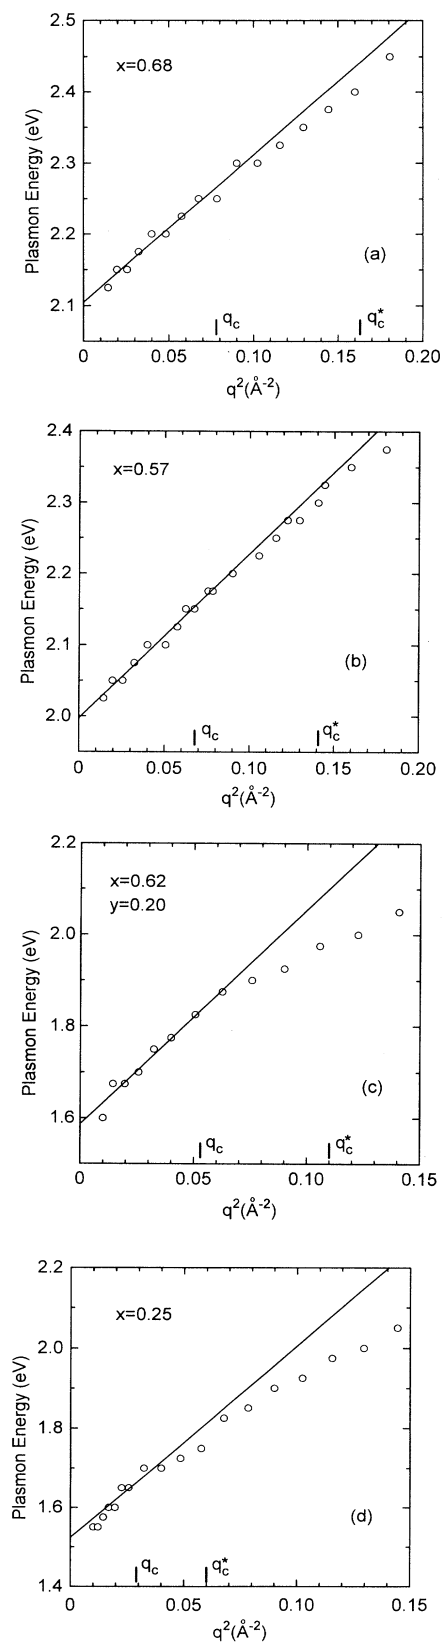 2.5
x=0.68
2.4
2.3
2.2
2.1
Plasmon Energy (eV)
(a)
q_c
q_c^*
0 0.05 0.10 0.15 0.20
q²(Å⁻²)
2.4
x=0.57
2.3
2.2
2.1
2.0
Plasmon Energy (eV)
(b)
q_c
q_c^*
0 0.05 0.10 0.15 0.20
q²(Å⁻²)
2.2
x=0.62
y=0.20
2.0
1.8
1.6
Plasmon Energy (eV)
(c)
q_c
q_c^*
0 0.05 0.10 0.15
q²(Å⁻²)
2.2
x=0.25
2.0
1.8
1.6
1.4
Plasmon Energy (eV)
(d)
q_c
q_c^*
0 0.05 0.10 0.15
q²(Å⁻²)